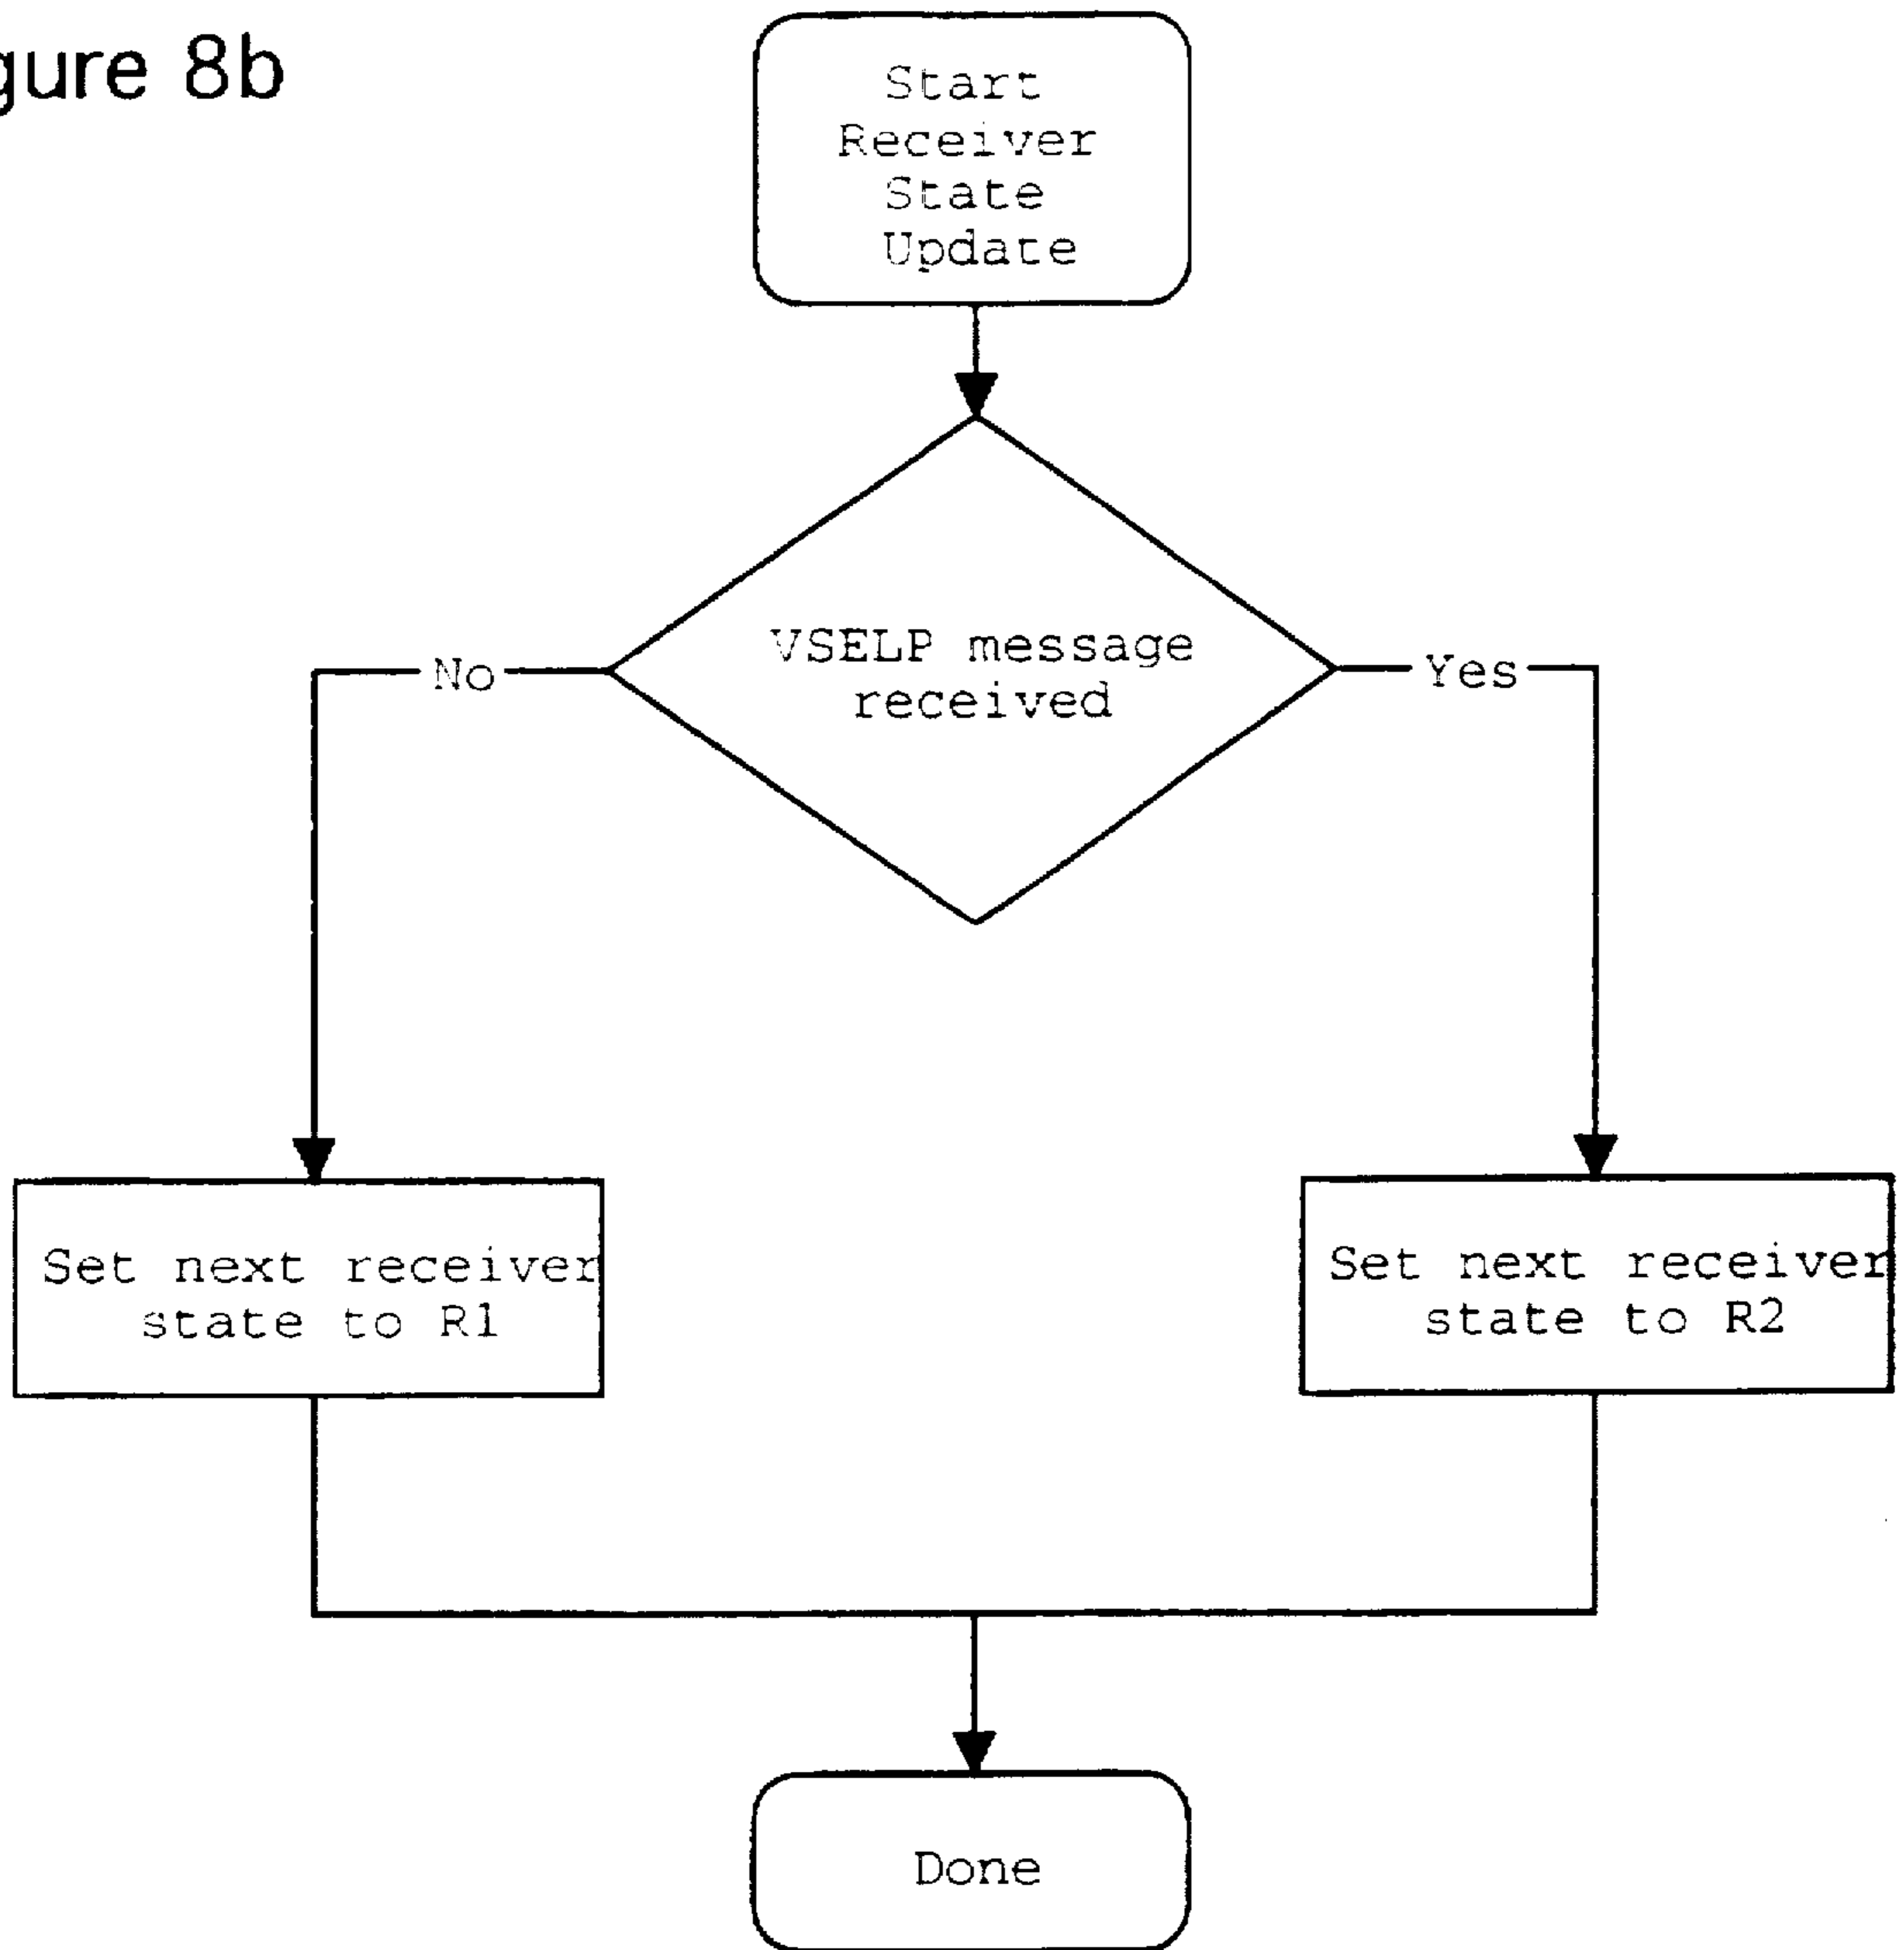 gure 8b
Start
Receiver
State
Update
VSELP message
received
No
Yes
Set next receiver
state to R1
Set next receiver
state to R2
Done